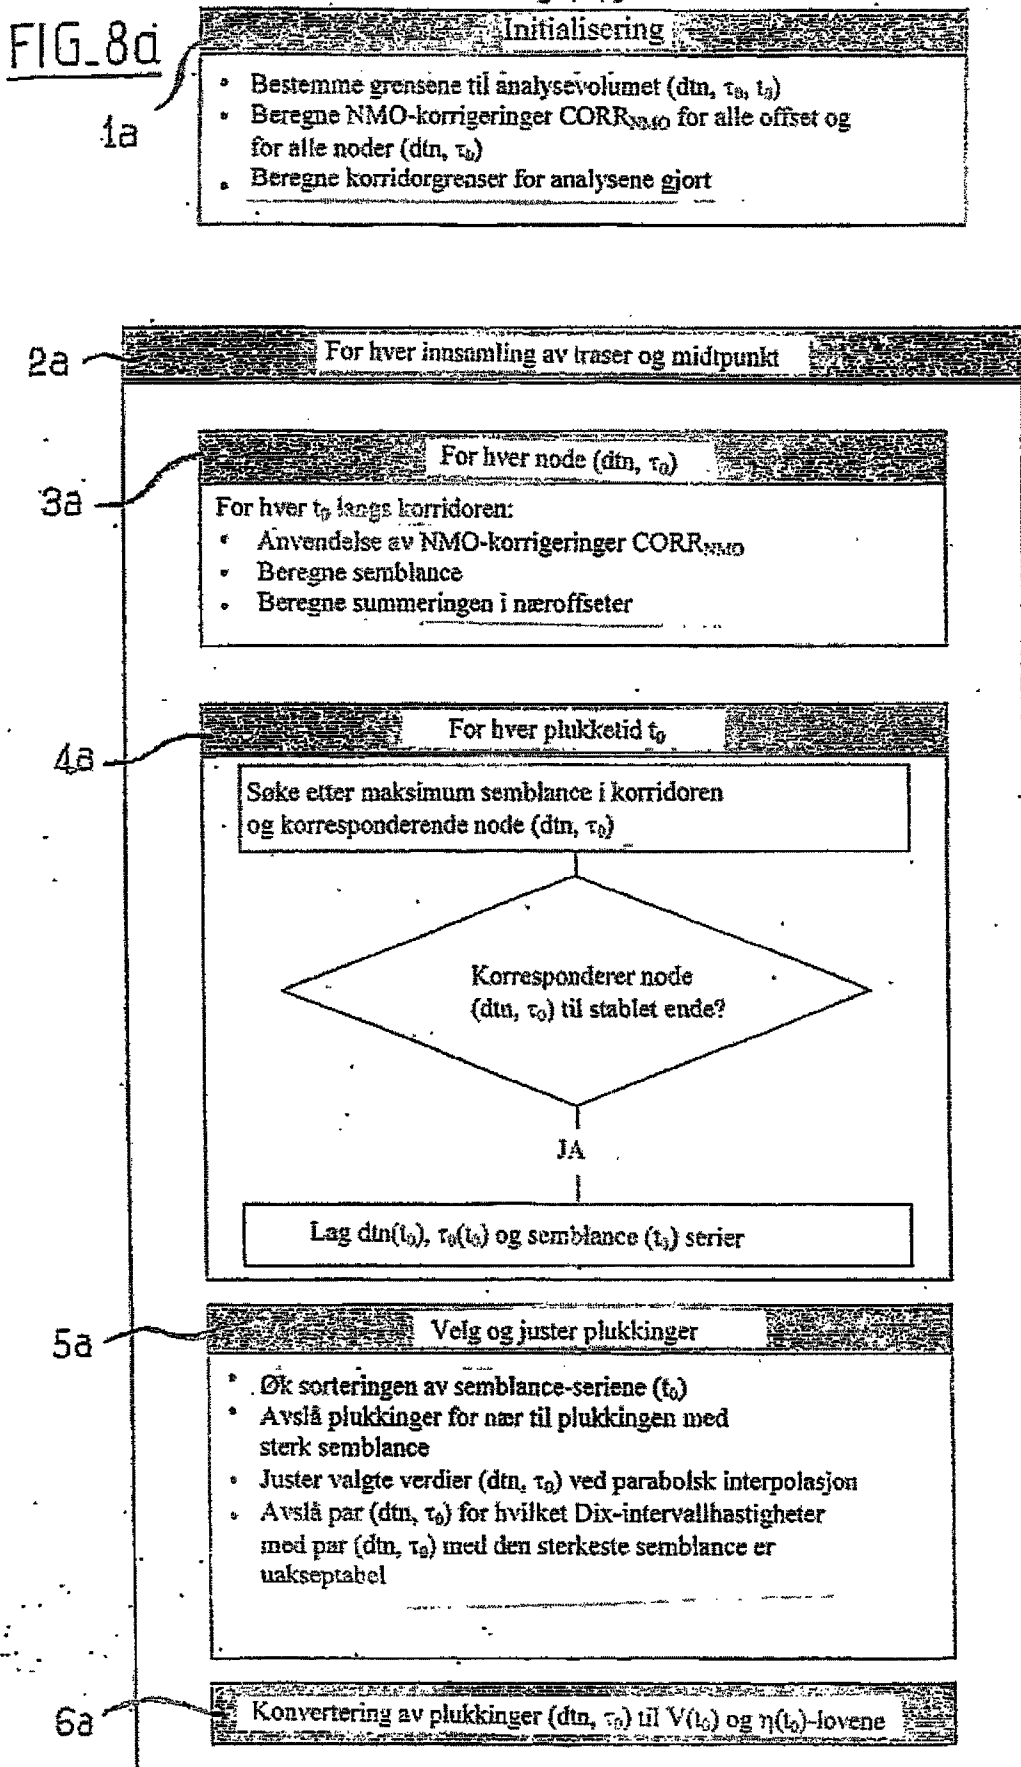 FIG_8a
Initialisering
1a
• Bestemme grensene til analysevolumet (dtn, τ₀, t₀)
• Beregne NMO-korrigeringer CORR_NMO for alle offset og
for alle noder (dtn, τ₀)
• Beregne korridorgrenser for analysene gjort
2a
For hver innsamling av traser og midtpunkt
3a
For hver node (dtn, τ₀)
For hver t₀ langs korridoren:
• Anvendelse av NMO-korrigeringer CORR_NMO
• Beregne semblance
• Beregne summeringen i næroffseter
4a
For hver plukketid t₀
Søke etter maksimum semblance i korridoren
og korresponderende node (dtn, τ₀)
Korresponderer node
(dtn, τ₀) til stablet ende?
JA
Lag dtn(t₀), τ₀(t₀) og semblance (t₀) serier
5a
Velg og juster plukkinger
• Øk sorteringen av semblance-seriene (t₀)
• Avslå plukkinger for nær til plukkingen med
sterk semblance
• Juster valgte verdier (dtn, τ₀) ved parabolsk interpolasjon
• Avslå par (dtn, τ₀) for hvilket Dix-intervallhastigheter
med par (dtn, τ₀) med den sterkeste semblance er
uakseptabel
6a
Konvertering av plukkinger (dtn, τ₀) til V(t₀) og η(t₀)-lovene